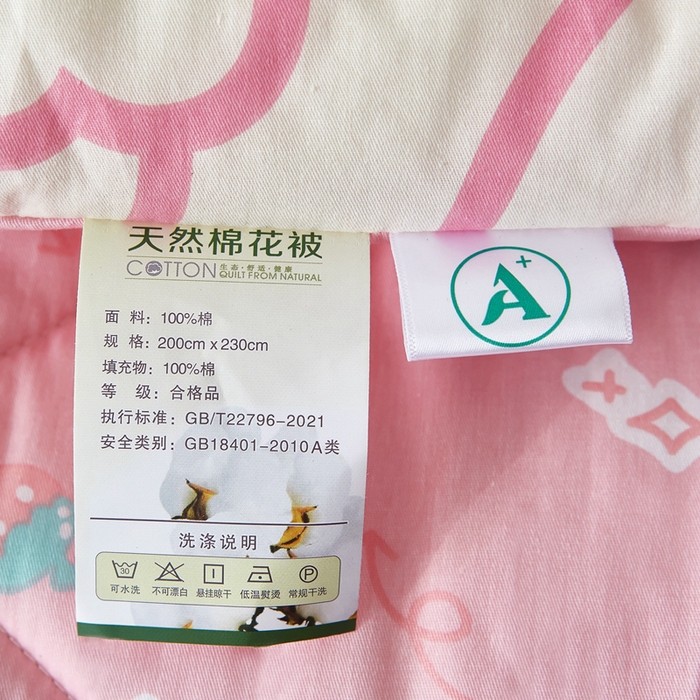 天然棉花被
COTTON 生态·舒适·健康
QUILT FROM NATURAL
A+
面 料：100%棉
规 格：200cm x 230cm
填充物：100%棉
等 级：合格品
执行标准：GB/T22796-2021
安全类别：GB18401-2010A类
洗涤说明
30 P
可水洗 不可漂白 悬挂晾干 低温熨烫 常规干洗